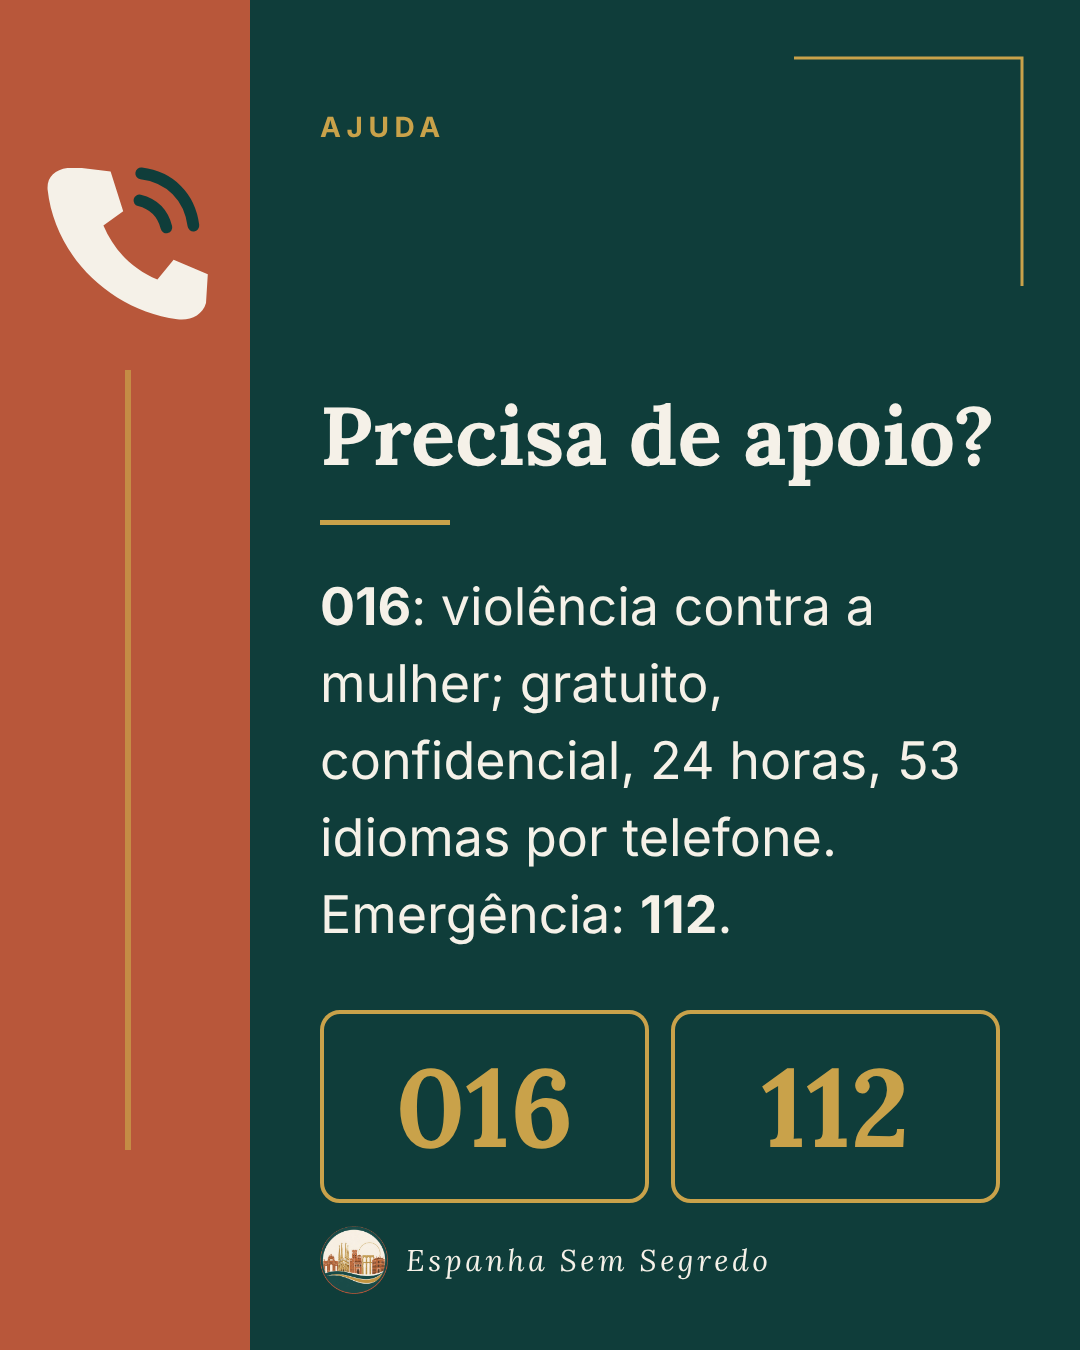 AJUDA
Precisa de apoio?
016: violência contra a
mulher; gratuito,
confidencial, 24 horas, 53
idiomas por telefone.
Emergência: 112.
016
112
Espanha Sem Segredo